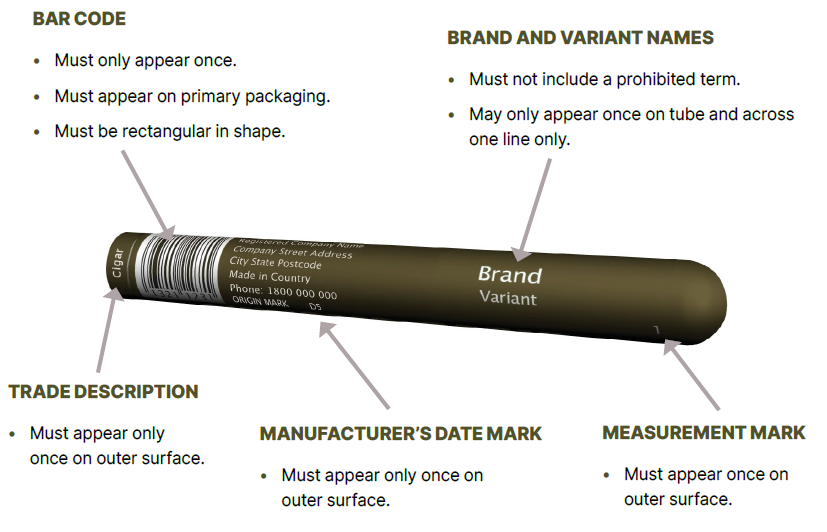 BAR CODE
• Must only appear once.
• Must appear on primary packaging.
• Must be rectangular in shape.
BRAND AND VARIANT NAMES
• Must not include a prohibited term.
• May only appear once on tube and across
one line only.
Cigar
Registered Company Name
Company Street Address
City State Postcode
Made in Country
Phone: 1800 000 000
ORIGIN MARK D5
Brand
Variant
1
TRADE DESCRIPTION
• Must appear only
once on outer surface.
MANUFACTURER'S DATE MARK
• Must appear only once on
outer surface.
MEASUREMENT MARK
• Must appear once on
outer surface.